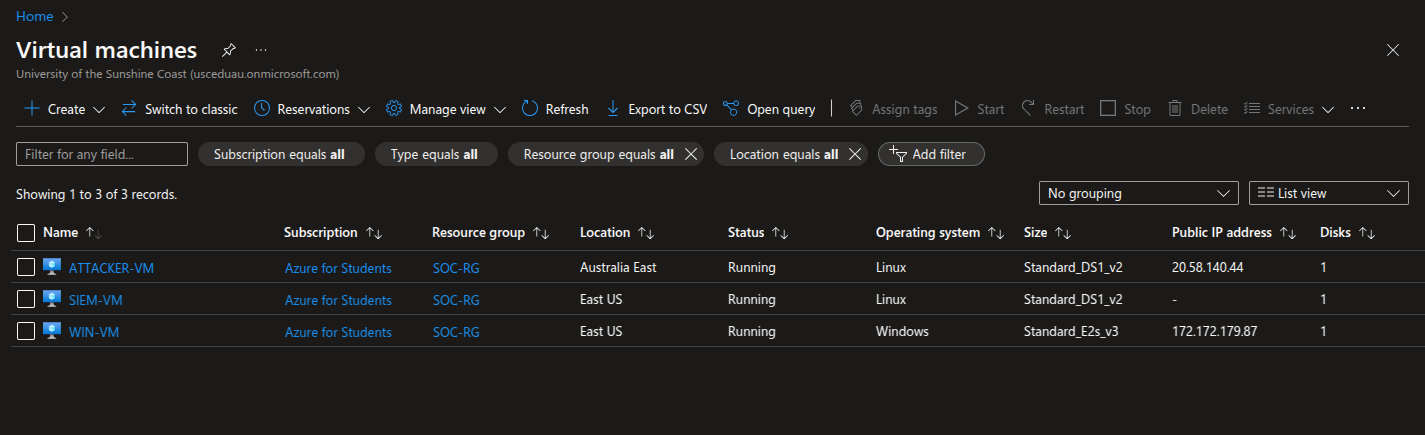 Home >
Virtual machines ...
University of the Sunshine Coast (usceduau.onmicrosoft.com)
Create Switch to classic Reservations Manage view Refresh Export to CSV Open query Assign tags Start Restart Stop Delete Services ...
Filter for any field... Subscription equals all Type equals all Resource group equals all Location equals all Add filter
Showing 1 to 3 of 3 records. No grouping List view
Name Subscription Resource group Location Status Operating system Size Public IP address Disks
ATTACKER-VM Azure for Students SOC-RG Australia East Running Linux Standard_DS1_v2 20.58.140.44 1
SIEM-VM Azure for Students SOC-RG East US Running Linux Standard_DS1_v2 - 1
WIN-VM Azure for Students SOC-RG East US Running Windows Standard_E2s_v3 172.172.179.87 1